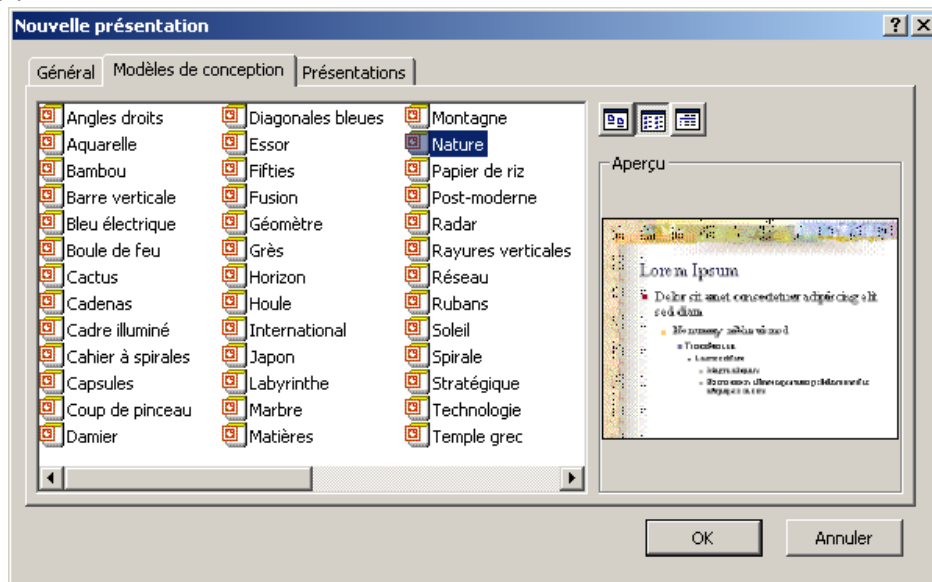 Nouvelle présentation
Général Modèles de conception Présentations
Angles droits Diagonales bleues Montagne
Aquarelle Essor Nature
Bambou Fifties Papier de riz
Barre verticale Fusion Post-moderne
Bleu électrique Géomètre Radar
Boule de feu Grès Rayures verticales
Cactus Horizon Réseau
Cadenas Houle Rubans
Cadre illuminé International Soleil
Cahier à spirales Japon Spirale
Capsules Labyrinthe Stratégique
Coup de pinceau Marbre Technologie
Damier Matières Temple grec
Aperçu
Lorem Ipsum
sed diam
OK Annuler